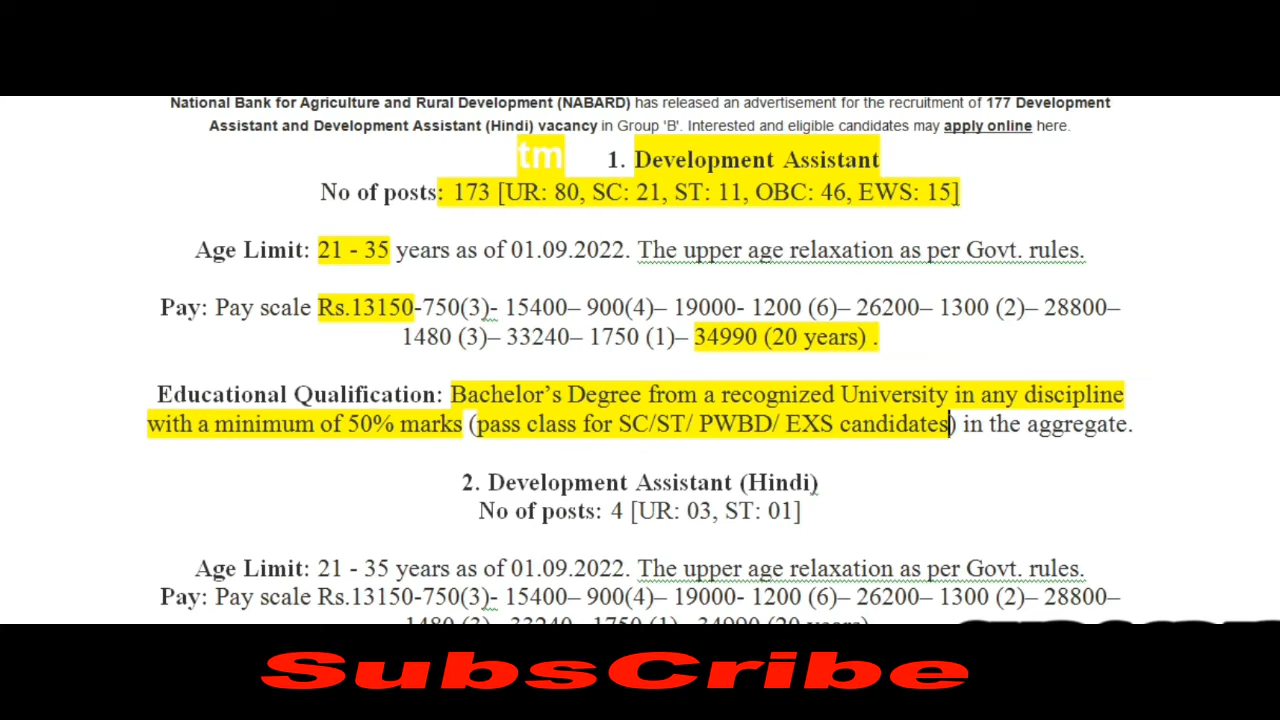 National Bank for Agriculture and Rural Development (NABARD) has released an advertisement for the recruitment of 177 Development
Assistant and Development Assistant (Hindi) vacancy in Group 'B'. Interested and eligible candidates may apply online here.
tm
1. Development Assistant
No of posts: 173 [UR: 80, SC: 21, ST: 11, OBC: 46, EWS: 15]
Age Limit: 21 - 35 years as of 01.09.2022. The upper age relaxation as per Govt. rules.
Pay: Pay scale Rs.13150-750(3)- 15400– 900(4)– 19000- 1200 (6)– 26200– 1300 (2)– 28800–
1480 (3)– 33240– 1750 (1)– 34990 (20 years) .
Educational Qualification: Bachelor’s Degree from a recognized University in any discipline
with a minimum of 50% marks (pass class for SC/ST/ PWBD/ EXS candidates) in the aggregate.
2. Development Assistant (Hindi)
No of posts: 4 [UR: 03, ST: 01]
Age Limit: 21 - 35 years as of 01.09.2022. The upper age relaxation as per Govt. rules.
Pay: Pay scale Rs.13150-750(3)- 15400– 900(4)– 19000- 1200 (6)– 26200– 1300 (2)– 28800–
1480 (3)– 33240– 1750 (1)– 34990 (20 years)
SubsCribe